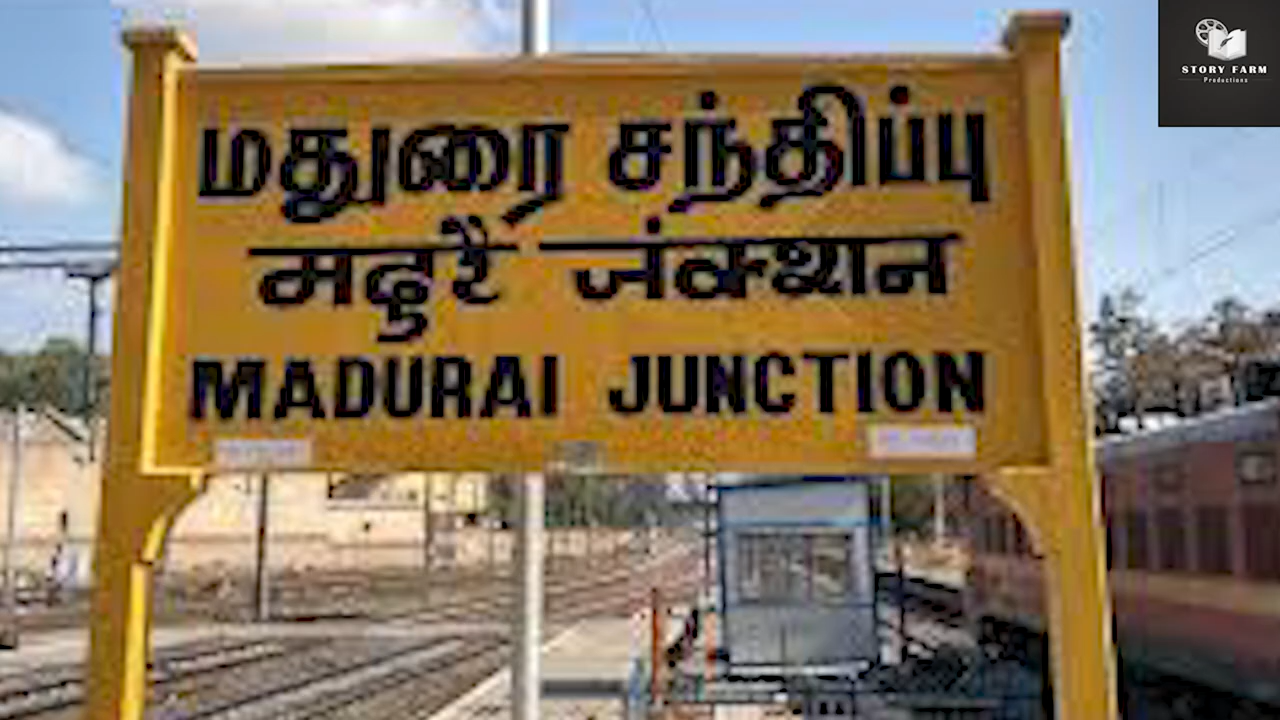 STORY FARM
Productions
மதுரை சந்திப்பு
मदुरै जंक्शन
MADURAI JUNCTION